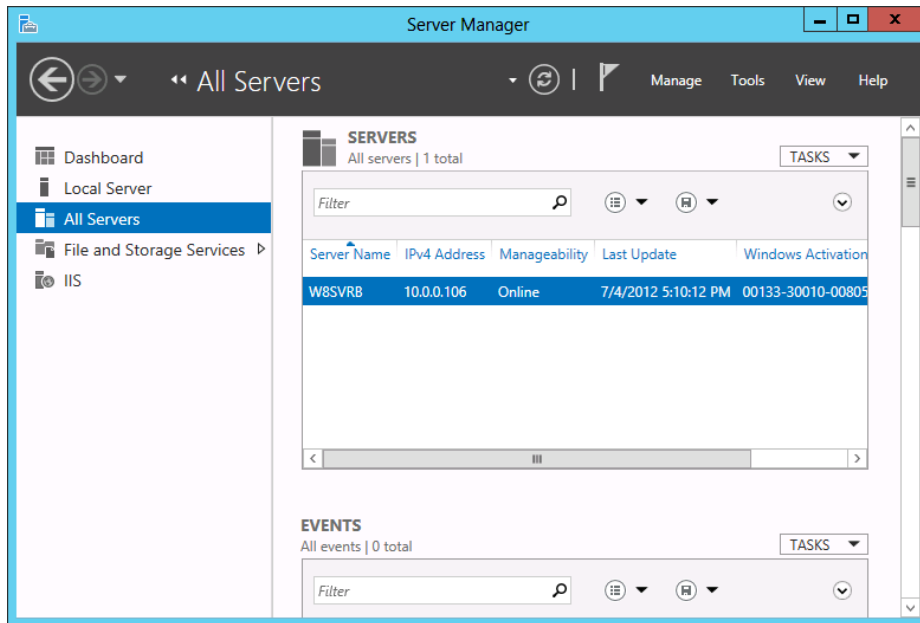 Server Manager
All Servers
Manage Tools View Help
Dashboard
Local Server
All Servers
File and Storage Services
IIS
SERVERS
All servers | 1 total
TASKS
Filter
Server Name IPv4 Address Manageability Last Update Windows Activation
W8SVRB 10.0.0.106 Online 7/4/2012 5:10:12 PM 00133-30010-00805
EVENTS
All events | 0 total
TASKS
Filter